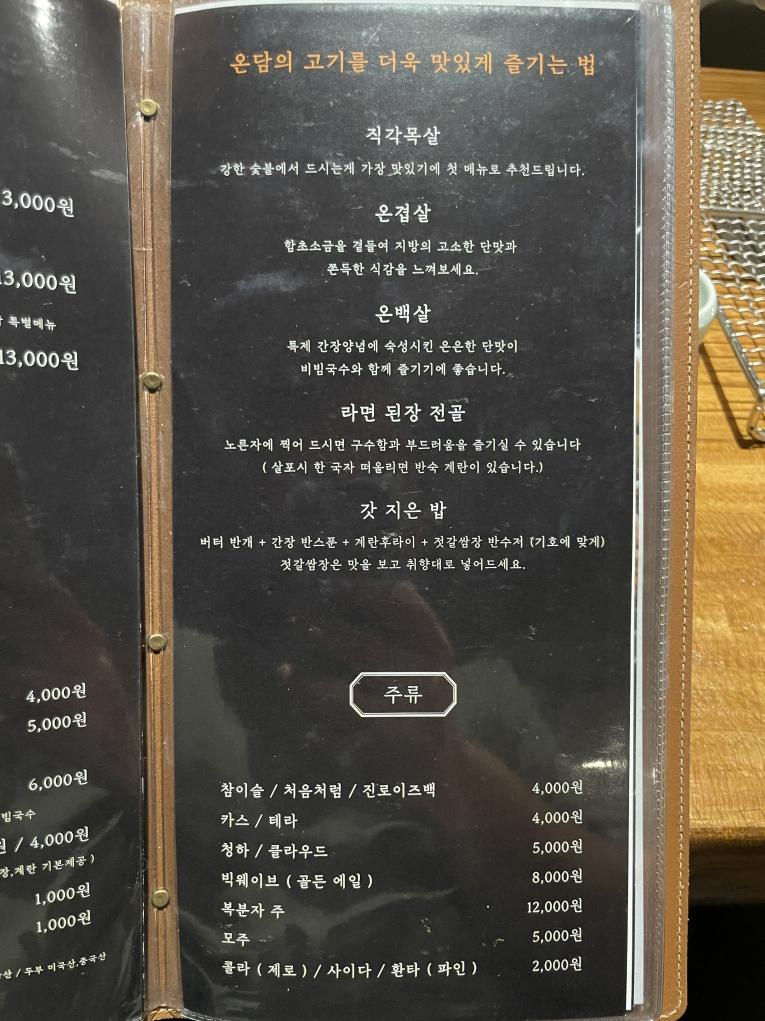 3,000원
13,000원
특별메뉴
13,000원
4,000원
5,000원
6,000원
빔국수
/ 4,000원
장,계란 기본제공 )
1,000원
1,000원
산 / 두부 미국산,중국산
온담의 고기를 더욱 맛있게 즐기는 법
직각목살
강한 숯불에서 드시는게 가장 맛있기에 첫 메뉴로 추천드립니다.
온겹살
함초소금을 곁들여 지방의 고소한 단맛과
쫀득한 식감을 느껴보세요.
온백살
특제 간장양념에 숙성시킨 은은한 단맛이
비빔국수와 함께 즐기기에 좋습니다.
라면 된장 전골
노른자에 찍어 드시면 구수함과 부드러움을 즐기실 수 있습니다
( 살포시 한 국자 떠올리면 반숙 계란이 있습니다.)
갓 지은 밥
버터 반개 + 간장 반스푼 + 계란후라이 + 젓갈쌈장 반수저 (기호에 맞게)
젓갈쌈장은 맛을 보고 취향대로 넣어드세요.
주류
참이슬 / 처음처럼 / 진로이즈백 4,000원
카스 / 테라 4,000원
청하 / 클라우드 5,000원
빅웨이브 ( 골든 에일 ) 8,000원
복분자 주 12,000원
모주 5,000원
콜라 ( 제로 ) / 사이다 / 환타 ( 파인 ) 2,000원